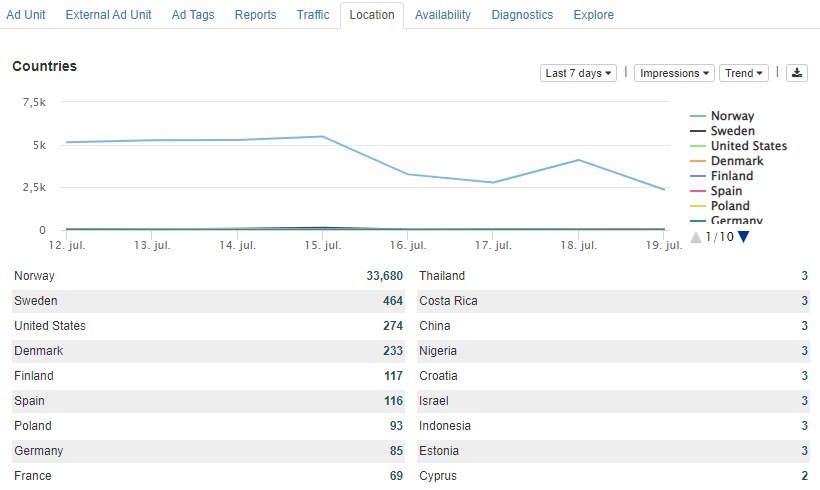 Ad Unit External Ad Unit Ad Tags Reports Traffic Location Availability Diagnostics Explore
Countries
Last 7 days | Impressions Trend |
7,5k
5k
2,5k
0
12. jul. 13. jul. 14. jul. 15. jul. 16. jul. 17. jul. 18. jul. 19. jul.
Norway
Sweden
United States
Denmark
Finland
Spain
Poland
Germany
1/10
Norway 33,680 Thailand 3
Sweden 464 Costa Rica 3
United States 274 China 3
Denmark 233 Nigeria 3
Finland 117 Croatia 3
Spain 116 Israel 3
Poland 93 Indonesia 3
Germany 85 Estonia 3
France 69 Cyprus 2